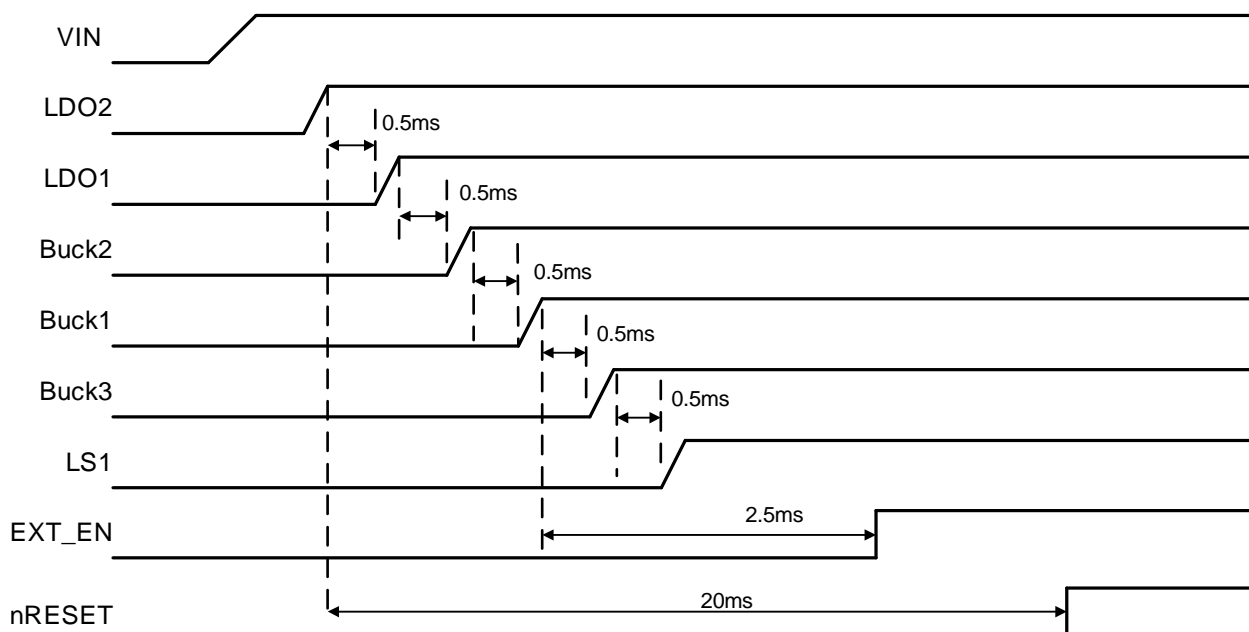 VIN
LDO2
0.5ms
LDO1
0.5ms
Buck2
0.5ms
Buck1
0.5ms
Buck3
0.5ms
LS1
EXT_EN
2.5ms
nRESET
20ms